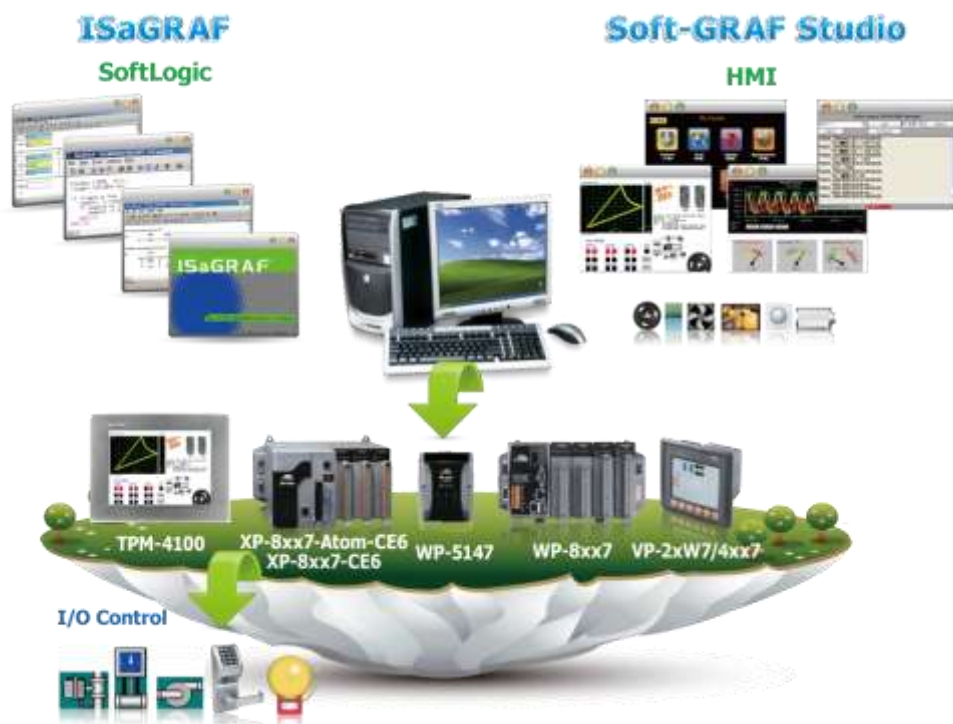 ISaGRAF
Soft-GRAF Studio
SoftLogic
HMI
ISaGRAF
TPM-4100
XP-8xx7-Atom-CE6
XP-8xx7-CE6
WP-5147
WP-8xx7
VP-2xW7/4xx7
I/O Control